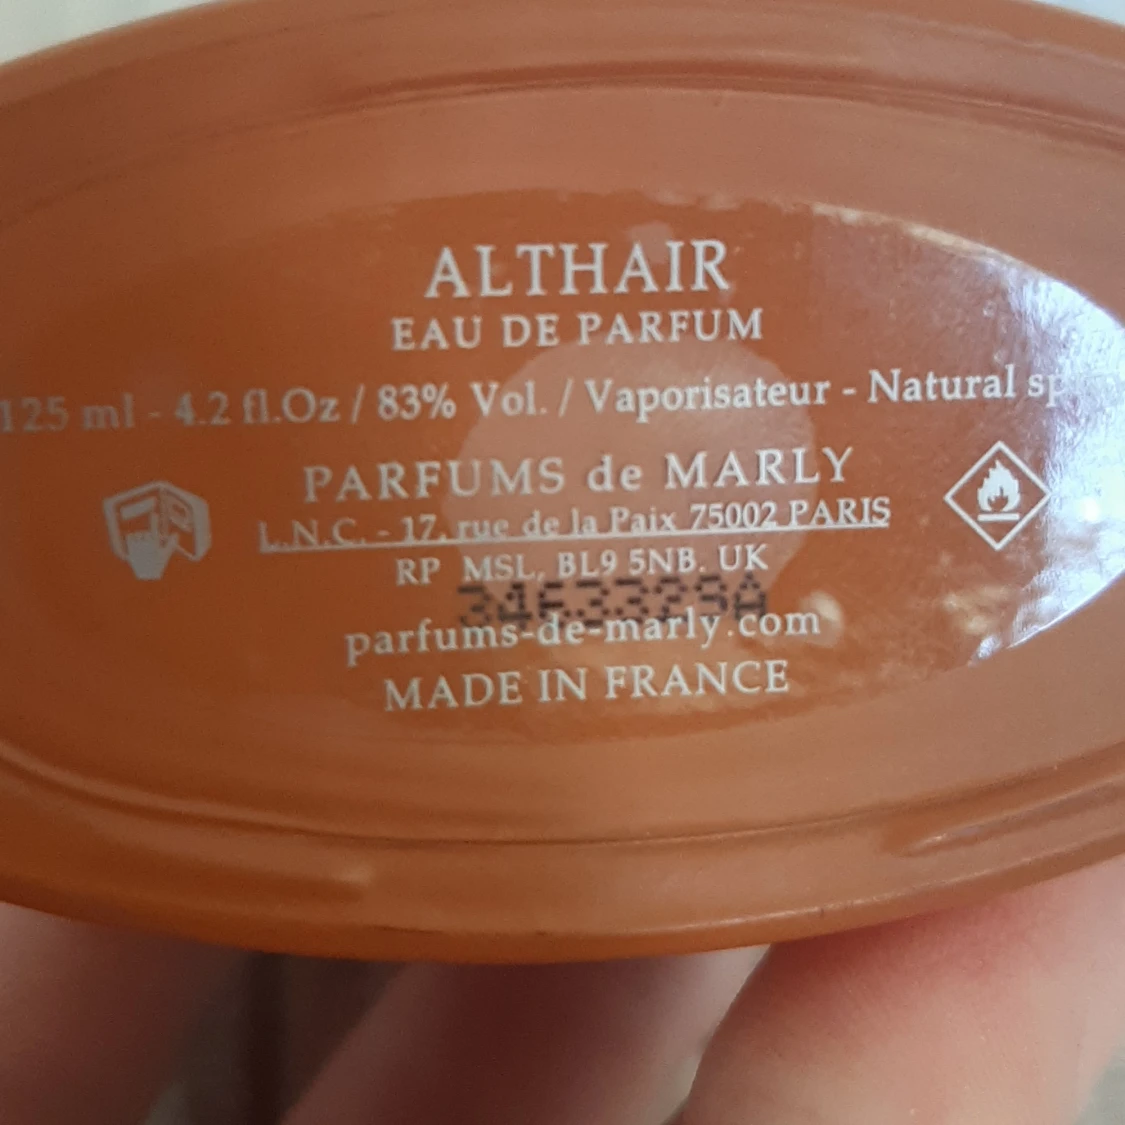 ALTHAIR
EAU DE PARFUM
125 ml - 4.2 fl.Oz / 83% Vol. / Vaporisateur - Natural
PARFUMS de MARLY
L.N.C. - 17, rue de la Paix 75002 PARIS
RP MSL, BL9 5NB. UK
parfums-de-marly.com
MADE IN FRANCE